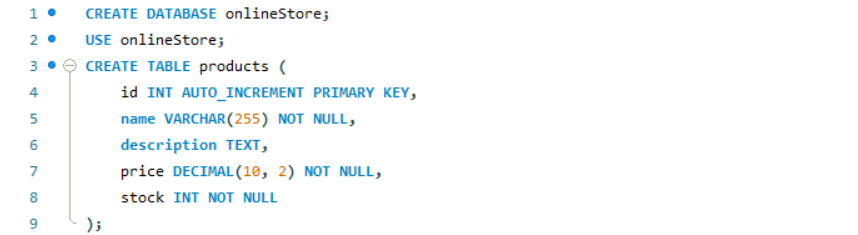 1 CREATE DATABASE onlineStore;
2 USE onlineStore;
3 CREATE TABLE products (
4 id INT AUTO_INCREMENT PRIMARY KEY,
5 name VARCHAR(255) NOT NULL,
6 description TEXT,
7 price DECIMAL(10, 2) NOT NULL,
8 stock INT NOT NULL
9 );